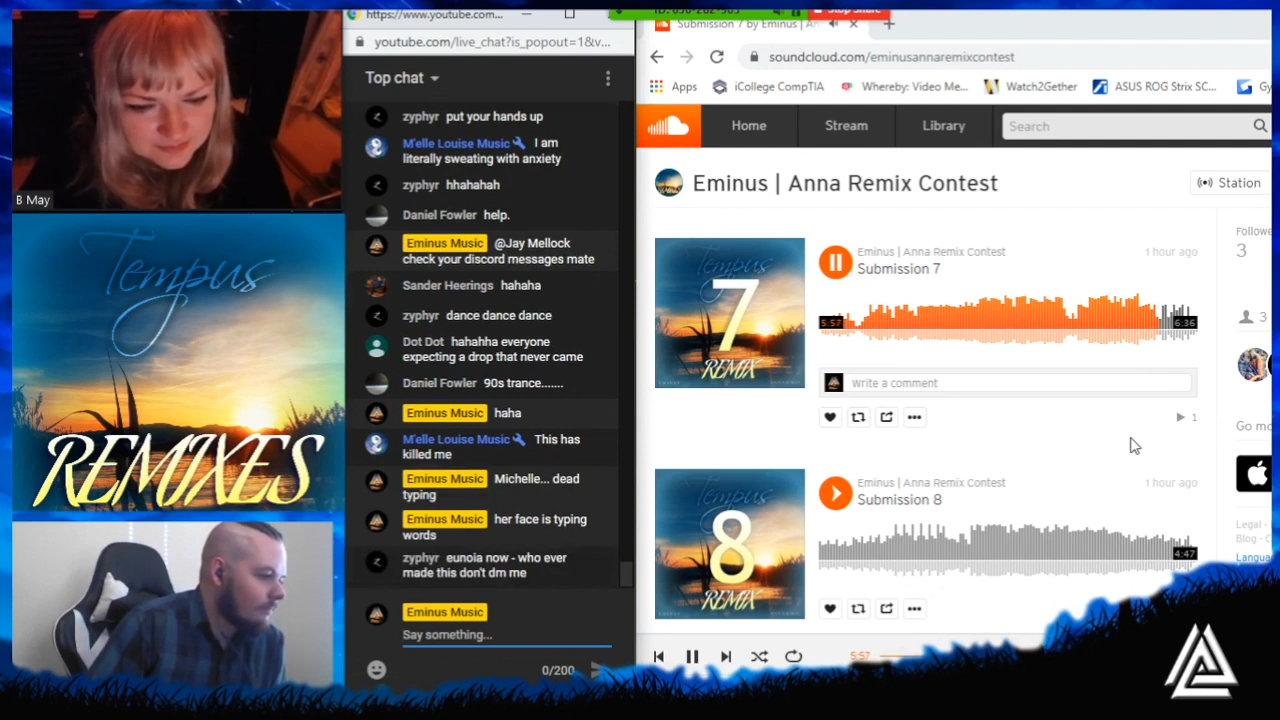 B May
Tempus
REMIXES
https://www.youtube.com...
youtube.com/live_chat?is_popout=1&v...
Top chat
zyphyr put your hands up
M'elle Louise Music I am
literally sweating with anxiety
zyphyr hhahahah
Daniel Fowler help.
Eminus Music @Jay Mellock
check your discord messages mate
Sander Heerings hahaha
zyphyr dance dance dance
Dot Dot hahahha everyone
expecting a drop that never came
Daniel Fowler 90s trance.......
Eminus Music haha
M'elle Louise Music This has
killed me
Eminus Music Michelle... dead
typing
Eminus Music her face is typing
words
zyphyr eunoia now - who ever
made this don't dm me
Eminus Music
Say something...
0/200
Stop Share
Submission 7 by Eminus | A
soundcloud.com/eminusannaremixcontest
Apps iCollege CompTIA Whereby: Video Me... Watch2Gether ASUS ROG Strix SC... Gy
Home Stream Library Search
Eminus | Anna Remix Contest
Station
Tempus
7
REMIX
Eminus | Anna Remix Contest 1 hour ago
Submission 7
5:57 6:36
Write a comment
1
Tempus
8
REMIX
Eminus | Anna Remix Contest 1 hour ago
Submission 8
4:47
5:57
Followe
3
3
Go mo
Legal -
Blog - C
Langua